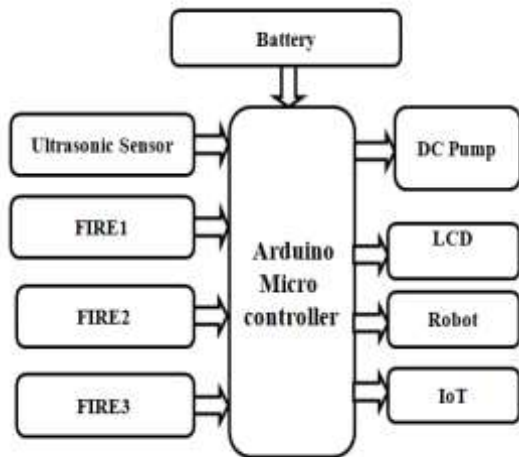 Battery
Ultrasonic Sensor
FIRE1
FIRE2
FIRE3
Arduino
Micro
controller
DC Pump
LCD
Robot
IoT